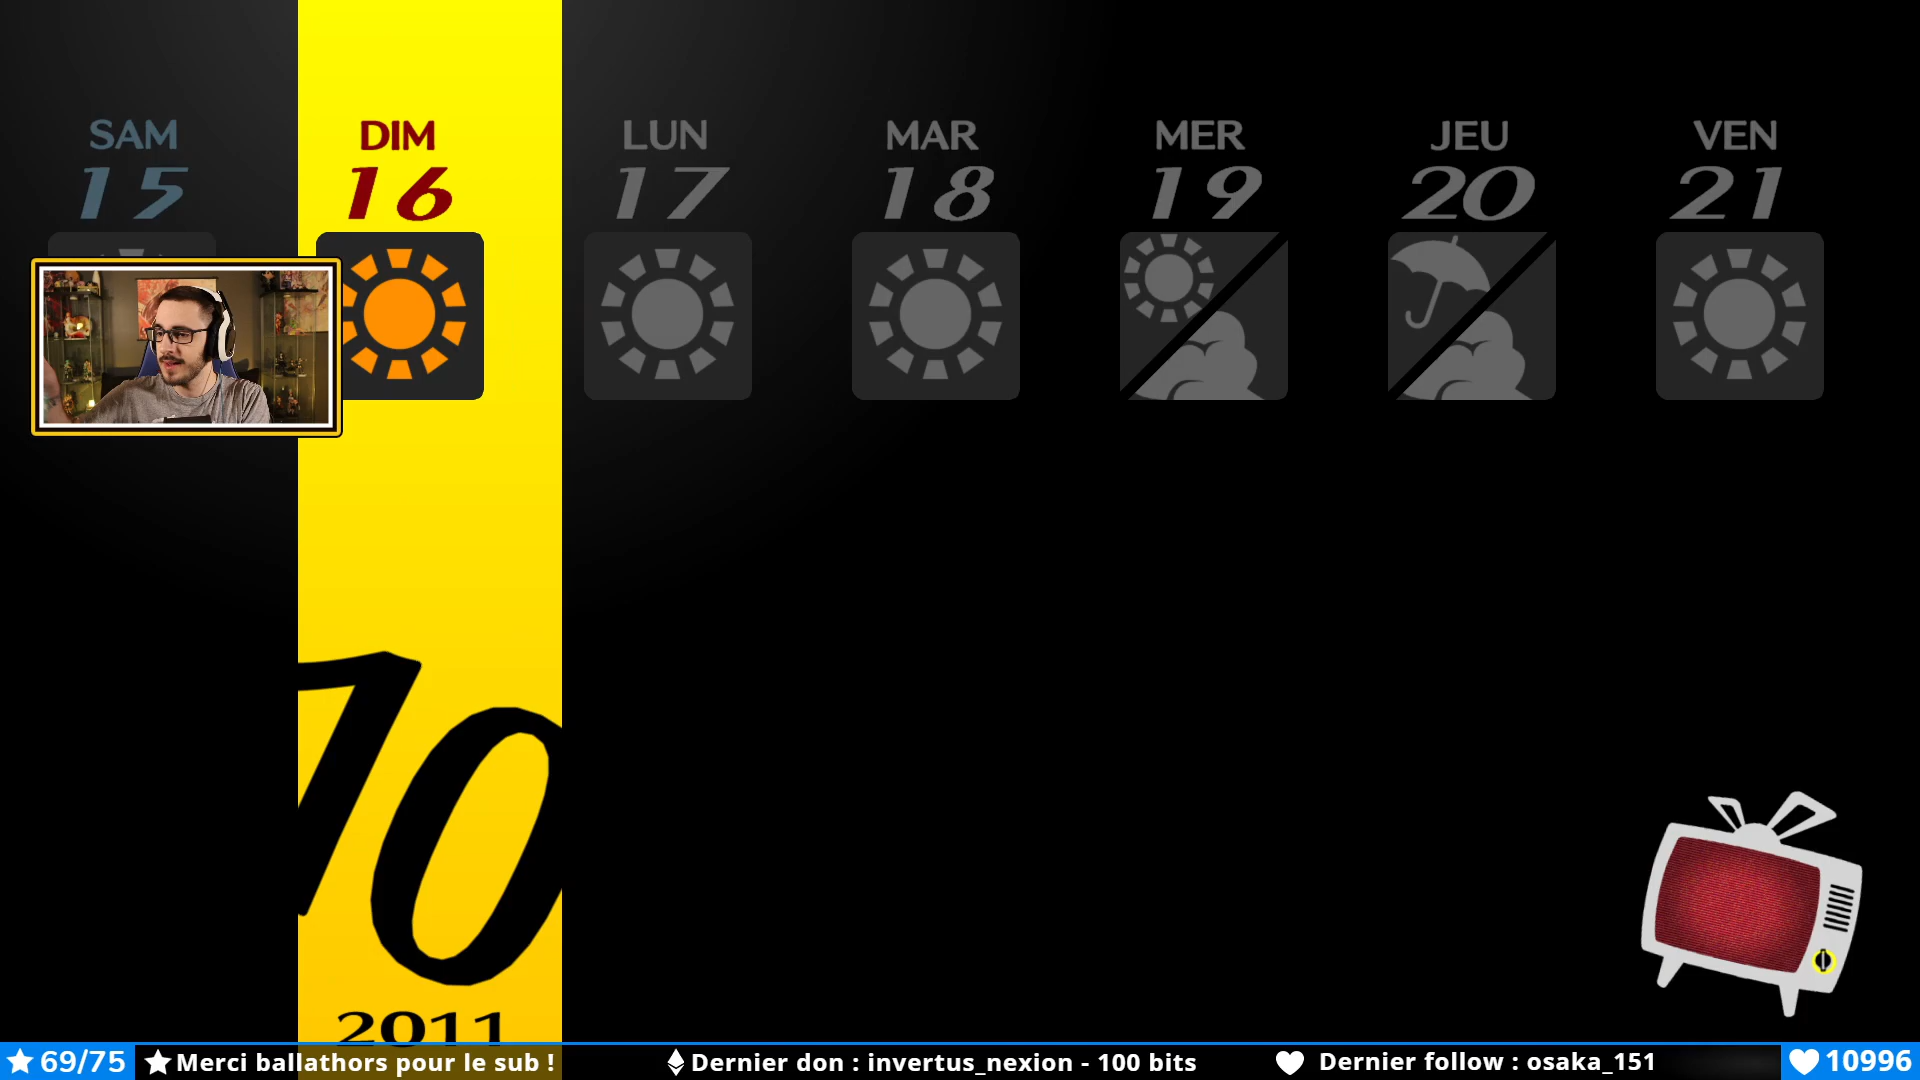 SAM DIM LUN MAR MER JEU VEN
15 16 17 18 19 20 21
10
2011
69/75 Merci ballathors pour le sub ! Dernier don : invertus_nexion - 100 bits Dernier follow : osaka_151 10996